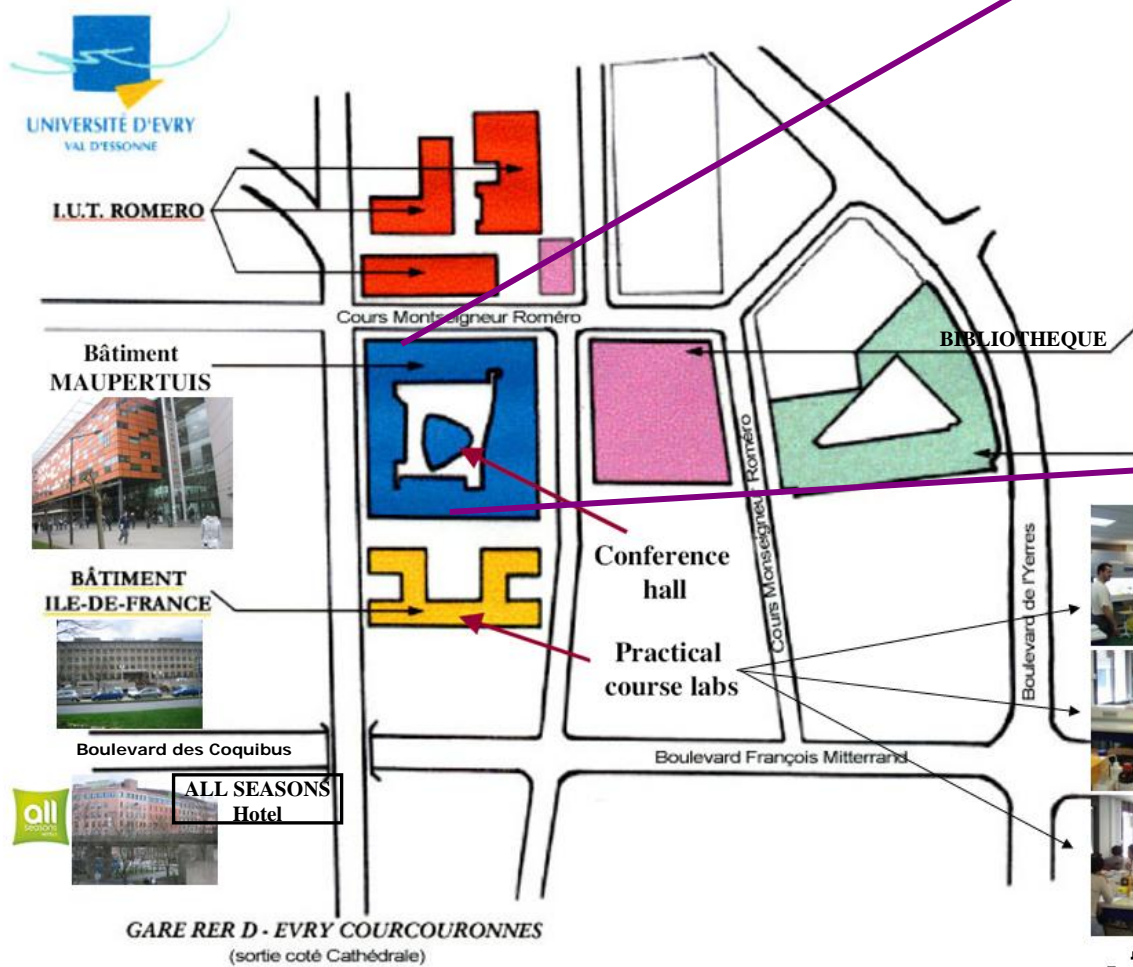 UNIVERSITÉ D'EVRY
VAL D'ESSONNE
I.U.T. ROMERO
Cours Montseigneur Roméro
Bâtiment
MAUPERTUIS
BIBLIOTHEQUE
Cours Monseigneur Roméro
Conference
hall
BÂTIMENT
ILE-DE-FRANCE
Practical
course labs
Boulevard de l'Yerres
Boulevard des Coquibus
Boulevard François Mitterrand
ALL SEASONS
Hotel
all
seasons
GARE RER D - EVRY COURCOURONNES
(sortie coté Cathédrale)